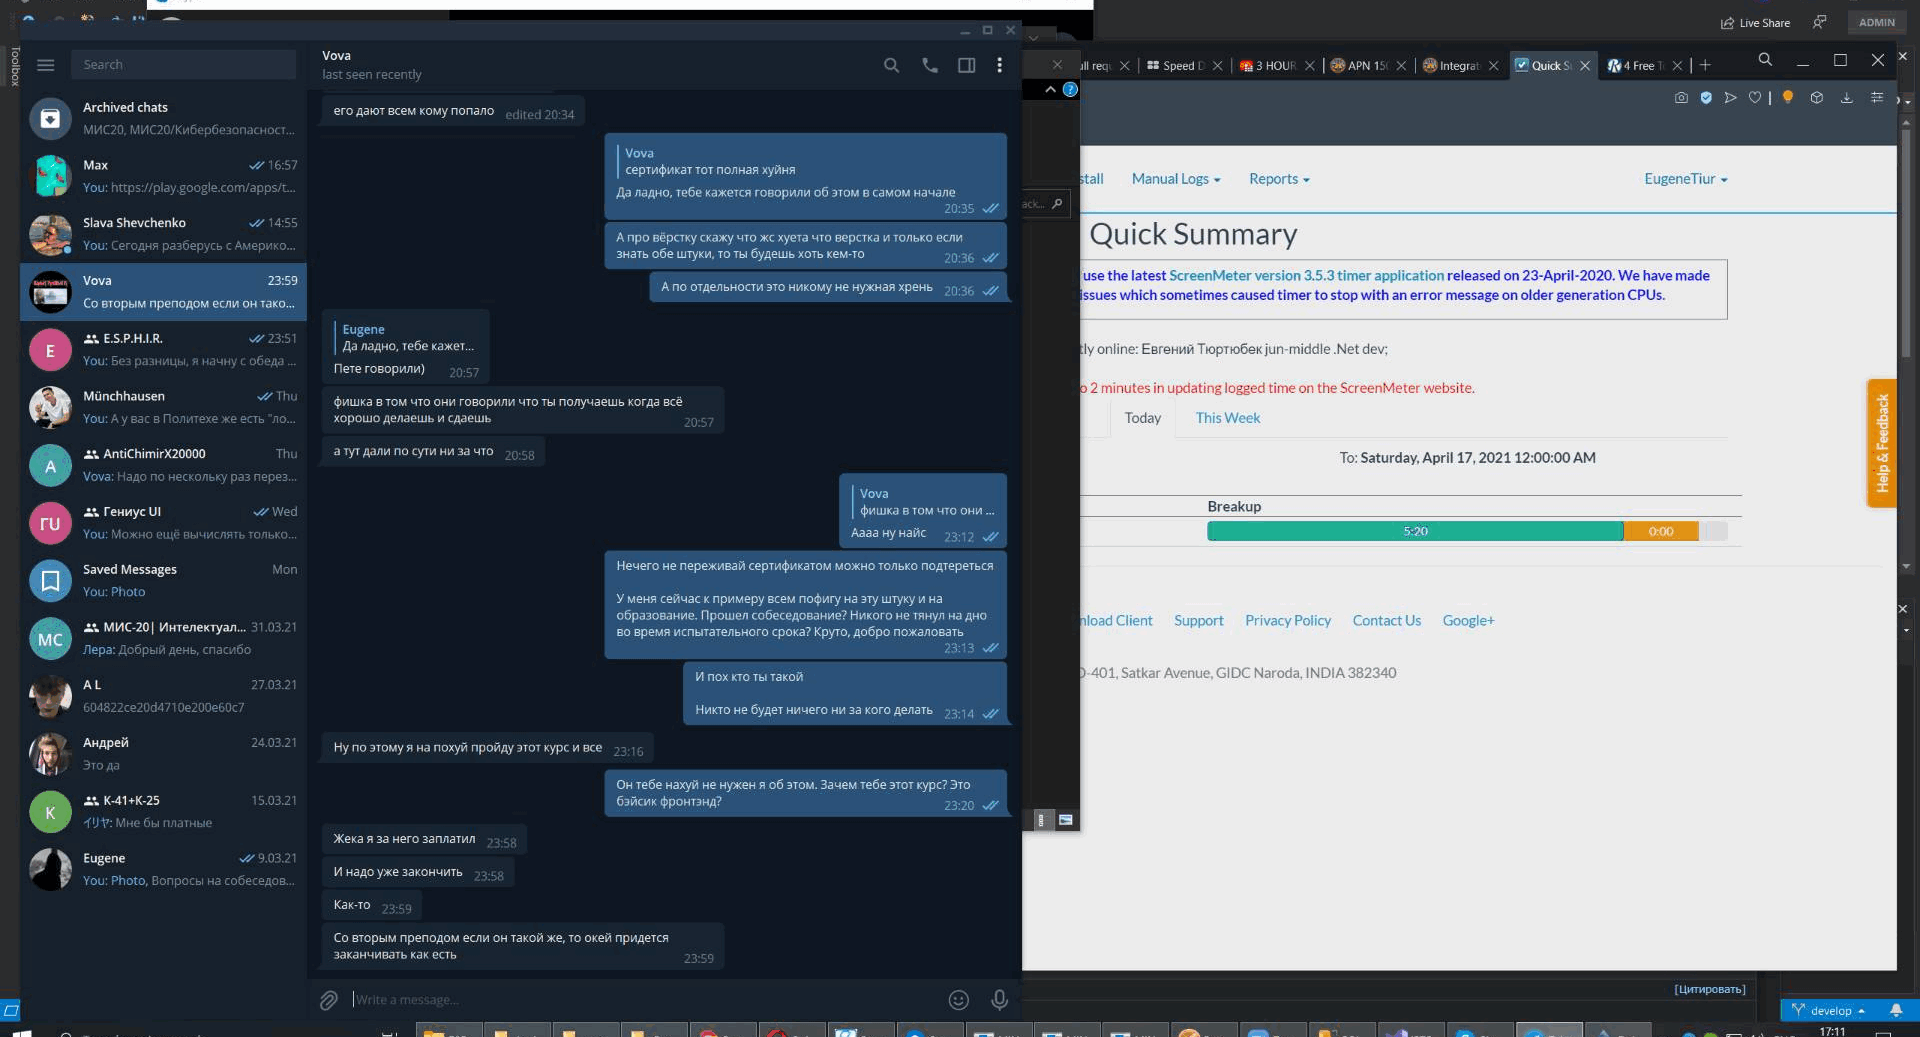 Live Share
ADMIN
Toolbox
Search
Archived chats
МИС20, МИС20/Кибербезопасност...
Max
16:57
You: https://play.google.com/apps/t...
Slava Shevchenko
14:55
You: Сегодня разберусь с Америко...
Vova
23:59
Со вторым преподом если он тако...
E
E.S.P.H.I.R.
23:51
You: Без разницы, я начну с обеда ...
Münchhausen
Thu
You: А у вас в Политехе же есть "ло...
A
AntiChimirX20000
Thu
Vova: Надо по нескольку раз перез...
ГU
Гениус UI
Wed
You: Можно ещё вычислять только...
Saved Messages
Mon
You: Photo
МС
МИС-20| Интелектуал...
31.03.21
Лера: Добрый день, спасибо
A L
27.03.21
604822ce20d4710e200e60c7
Андрей
24.03.21
Это да
К
К-41+К-25
15.03.21
イリヤ: Мне бы платные
Eugene
9.03.21
You: Photo, Вопросы на собеседов...
Vova
last seen recently
его дают всем кому попало
edited 20:34
Vova
сертификат тот полная хуйня
Да ладно, тебе кажется говорили об этом в самом начале
20:35
А про вёрстку скажу что жс хуета что верстка и только если
знать обе штуки, то ты будешь хоть кем-то
20:36
А по отдельности это никому не нужная хрень
20:36
Eugene
Да ладно, тебе кажет...
Пете говорили)
20:57
фишка в том что они говорили что ты получаешь когда всё
хорошо делаешь и сдаешь
20:57
а тут дали по сути ни за что
20:58
Vova
фишка в том что они ...
Аааа ну найс
23:12
Нечего не переживай сертификатом можно только подтереться
У меня сейчас к примеру всем пофигу на эту штуку и на
образование. Прошел собеседование? Никого не тянул на дно
во время испытательного срока? Круто, добро пожаловать
23:13
И пох кто ты такой
Никто не будет ничего ни за кого делать
23:14
Ну по этому я на похуй пройду этот курс и все
23:16
Он тебе нахуй не нужен я об этом. Зачем тебе этот курс? Это
бэйсик фронтэнд?
23:20
Жека я за него заплатил
23:58
И надо уже закончить
23:58
Как-то
23:59
Со вторым преподом если он такой же, то окей придется
заканчивать как есть
23:59
Write a message...
ull requ
Speed D
3 HOUR
APN 150
Integrat
Quick S
4 Free T
stall
Manual Logs
Reports
EugeneTiur
Quick Summary
use the latest ScreenMeter version 3.5.3 timer application released on 23-April-2020. We have made
issues which sometimes caused timer to stop with an error message on older generation CPUs.
tly online: Евгений Тюртюбек jun-middle .Net dev;
o 2 minutes in updating logged time on the ScreenMeter website.
Today
This Week
To: Saturday, April 17, 2021 12:00:00 AM
Breakup
5:20
0:00
Help & Feedback
nload Client
Support
Privacy Policy
Contact Us
Google+
D-401, Satkar Avenue, GIDC Naroda, INDIA 382340
[Цитировать]
develop
17:11